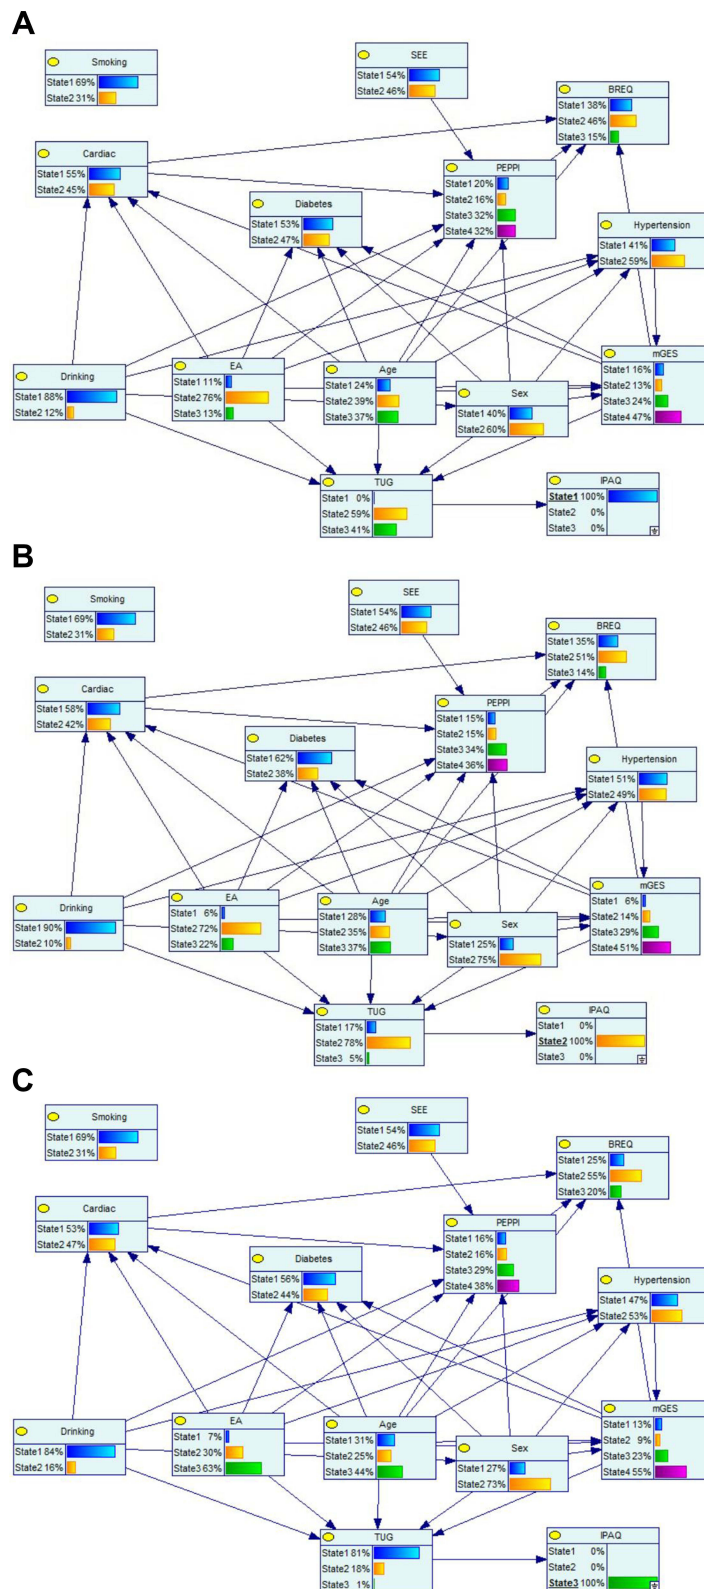 A
Smoking
State1 69%
State2 31%
SEE
State1 54%
State2 46%
BREQ
State1 38%
State2 46%
State3 15%
Cardiac
State1 55%
State2 45%
PEPPI
State1 20%
State2 16%
State3 32%
State4 32%
Diabetes
State1 53%
State2 47%
Hypertension
State1 41%
State2 59%
Drinking
State1 88%
State2 12%
EA
State1 11%
State2 76%
State3 13%
Age
State1 24%
State2 39%
State3 37%
Sex
State1 40%
State2 60%
mGES
State1 16%
State2 13%
State3 24%
State4 47%
TUG
State1 0%
State2 59%
State3 41%
IPAQ
State1 100%
State2 0%
State3 0%
B
Smoking
State1 69%
State2 31%
SEE
State1 54%
State2 46%
BREQ
State1 35%
State2 51%
State3 14%
Cardiac
State1 58%
State2 42%
PEPPI
State1 15%
State2 15%
State3 34%
State4 36%
Diabetes
State1 62%
State2 38%
Hypertension
State1 51%
State2 49%
Drinking
State1 90%
State2 10%
EA
State1 6%
State2 72%
State3 22%
Age
State1 28%
State2 35%
State3 37%
Sex
State1 25%
State2 75%
mGES
State1 6%
State2 14%
State3 29%
State4 51%
TUG
State1 17%
State2 78%
State3 5%
IPAQ
State1 0%
State2 100%
State3 0%
C
Smoking
State1 69%
State2 31%
SEE
State1 54%
State2 46%
BREQ
State1 25%
State2 55%
State3 20%
Cardiac
State1 53%
State2 47%
PEPPI
State1 16%
State2 16%
State3 29%
State4 38%
Diabetes
State1 56%
State2 44%
Hypertension
State1 47%
State2 53%
Drinking
State1 84%
State2 16%
EA
State1 7%
State2 30%
State3 63%
Age
State1 31%
State2 25%
State3 44%
Sex
State1 27%
State2 73%
mGES
State1 13%
State2 9%
State3 23%
State4 55%
TUG
State1 81%
State2 18%
State3 1%
IPAQ
State1 0%
State2 0%
State3 100%